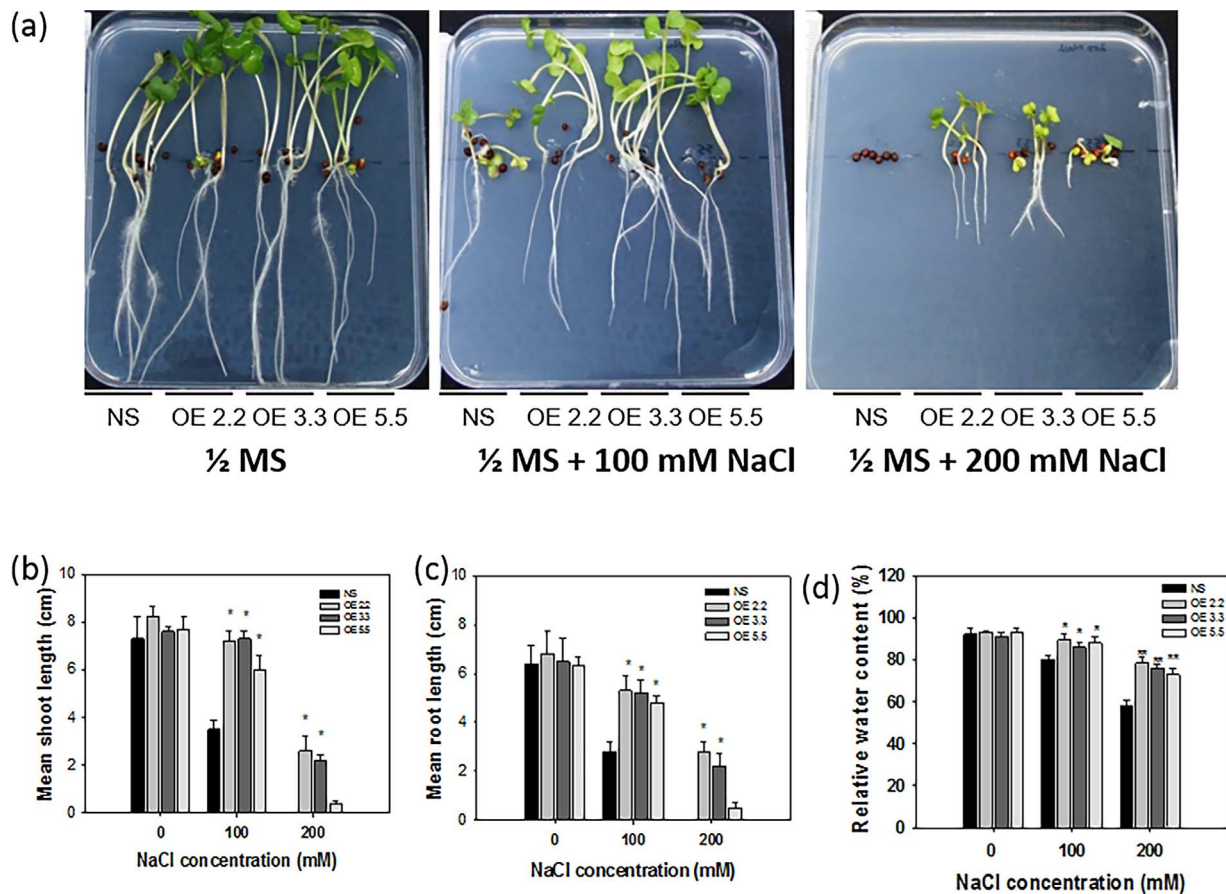 (a)
NS OE 2.2 OE 3.3 OE 5.5
½ MS
NS OE 2.2 OE 3.3 OE 5.5
½ MS + 100 mM NaCl
NS OE 2.2 OE 3.3 OE 5.5
½ MS + 200 mM NaCl
(b)
Mean shoot length (cm)
10
8
6
4
2
0
NS
OE 2.2
OE 3.3
OE 5.5
* * *
* *
0 100 200
NaCl concentration (mM)
(c)
Mean root length (cm)
10
8
6
4
2
0
NS
OE 2.2
OE 3.3
OE 5.5
* * *
* *
0 100 200
NaCl concentration (mM)
(d)
Relative water content (%)
120
100
80
60
40
20
0
NS
OE 2.2
OE 3.3
OE 5.5
* * *
** ** **
0 100 200
NaCl concentration (mM)